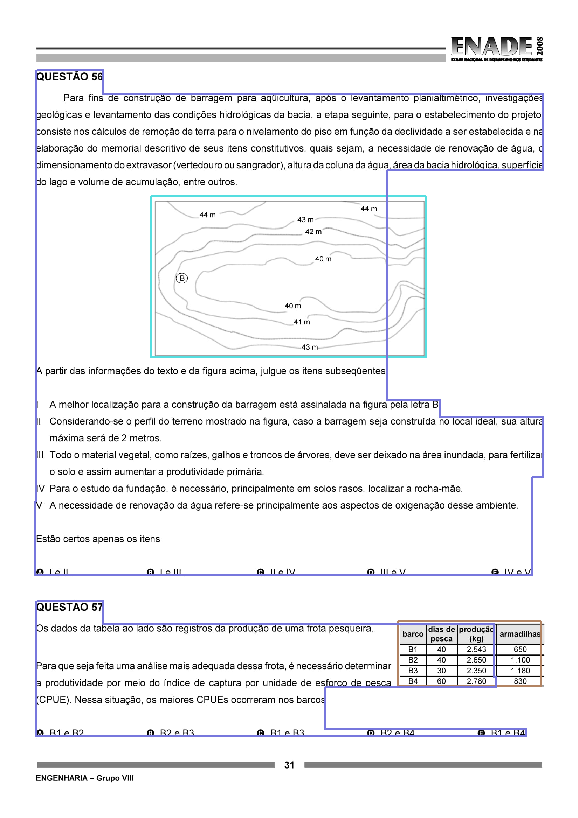 ENADE 2008
EXAME NACIONAL DE DESEMPENHO DOS ESTUDANTES
QUESTÃO 56
Para fins de construção de barragem para aqüicultura, após o levantamento planialtimétrico, investigações
geológicas e levantamento das condições hidrológicas da bacia, a etapa seguinte, para o estabelecimento do projeto,
consiste nos cálculos de remoção de terra para o nivelamento do piso em função da declividade a ser estabelecida e na
elaboração do memorial descritivo de seus itens constitutivos, quais sejam, a necessidade de renovação de água, o
dimensionamento do extravasor (vertedouro ou sangrador), altura da coluna da água, área da bacia hidrológica, superfície
do lago e volume de acumulação, entre outros.
44 m
44 m
43 m
42 m
40 m
B
40 m
41 m
43 m
A partir das informações do texto e da figura acima, julgue os itens subseqüentes.
I A melhor localização para a construção da barragem está assinalada na figura pela letra B.
II Considerando-se o perfil do terreno mostrado na figura, caso a barragem seja construída no local ideal, sua altura
máxima será de 2 metros.
III Todo o material vegetal, como raízes, galhos e troncos de árvores, deve ser deixado na área inundada, para fertilizar
o solo e assim aumentar a produtividade primária.
IV Para o estudo da fundação, é necessário, principalmente em solos rasos, localizar a rocha-mãe.
V A necessidade de renovação da água refere-se principalmente aos aspectos de oxigenação desse ambiente.
Estão certos apenas os itens
A I e II B I e III C II e IV D III e V E IV e V
QUESTÃO 57
Os dados da tabela ao lado são registros da produção de uma frota pesqueira.
Para que seja feita uma análise mais adequada dessa frota, é necessário determinar
a produtividade por meio do índice de captura por unidade de esforço de pesca
(CPUE). Nessa situação, os maiores CPUEs ocorreram nos barcos
barco dias de pesca produção (kg) armadilhas
B1 40 2.543 650
B2 40 2.650 1.100
B3 30 2.350 1.180
B4 60 2.780 830
A B1 e B2 B B2 e B3 C B1 e B3 D B2 e B4 E B1 e B4
31
ENGENHARIA – Grupo VIII